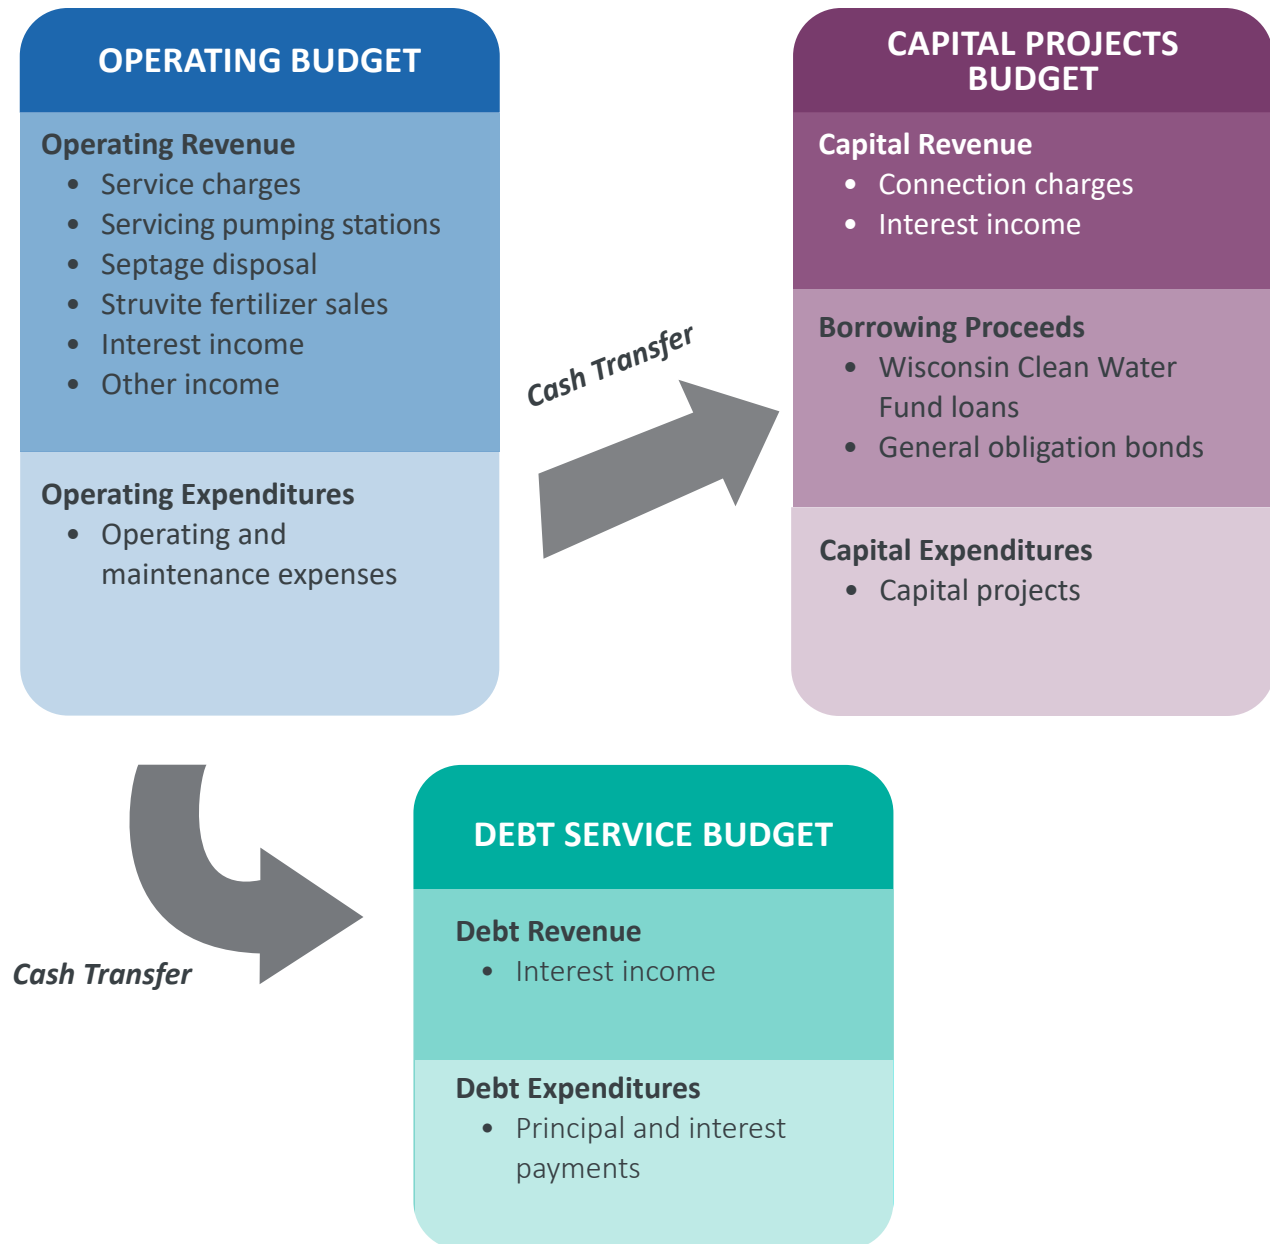 OPERATING BUDGET
Operating Revenue
• Service charges
• Servicing pumping stations
• Septage disposal
• Struvite fertilizer sales
• Interest income
• Other income
Operating Expenditures
• Operating and
maintenance expenses
Cash Transfer
CAPITAL PROJECTS
BUDGET
Capital Revenue
• Connection charges
• Interest income
Borrowing Proceeds
• Wisconsin Clean Water
Fund loans
• General obligation bonds
Capital Expenditures
• Capital projects
Cash Transfer
DEBT SERVICE BUDGET
Debt Revenue
• Interest income
Debt Expenditures
• Principal and interest
payments